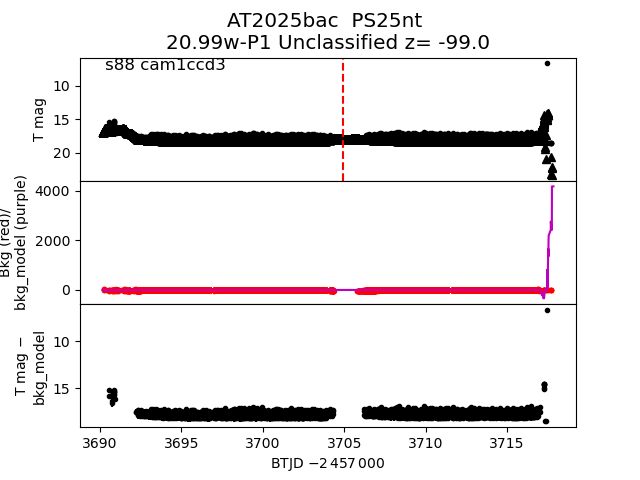 AT2025bac  PS25nt
20.99w-P1 Unclassified z= -99.0
s88 cam1ccd3
T mag
10
15
20
Bkg (red)/
bkg_model (purple)
4000
2000
0
T mag −
bkg_model
10
15
3690
3695
3700
3705
3710
3715
BTJD −2 457 000